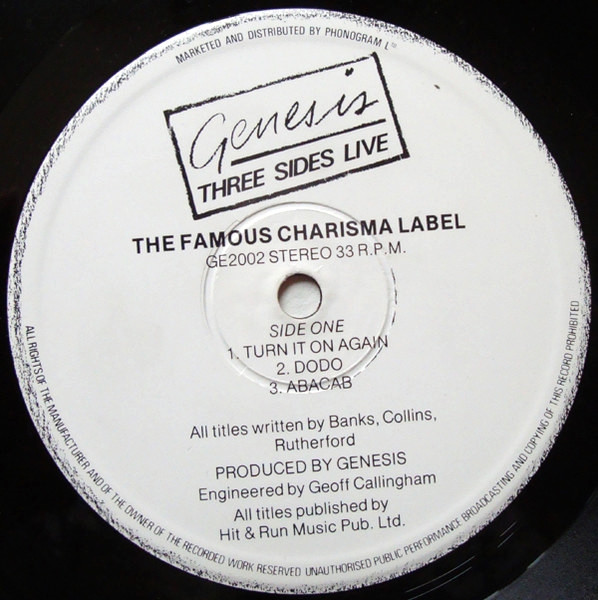 MARKETED AND DISTRIBUTED BY PHONOGRAM LTD
Genesis
THREE SIDES LIVE
THE FAMOUS CHARISMA LABEL
GE2002 STEREO 33 R.P.M.
SIDE ONE
1. TURN IT ON AGAIN
2. DODO
3. ABACAB
All titles written by Banks, Collins,
Rutherford
PRODUCED BY GENESIS
Engineered by Geoff Callingham
All titles published by
Hit & Run Music Pub. Ltd.
ALL RIGHTS OF THE MANUFACTURER AND OF THE OWNER OF THE RECORDED WORK RESERVED UNAUTHORISED PUBLIC PERFORMANCE BROADCASTING AND COPYING OF THIS RECORD PROHIBITED